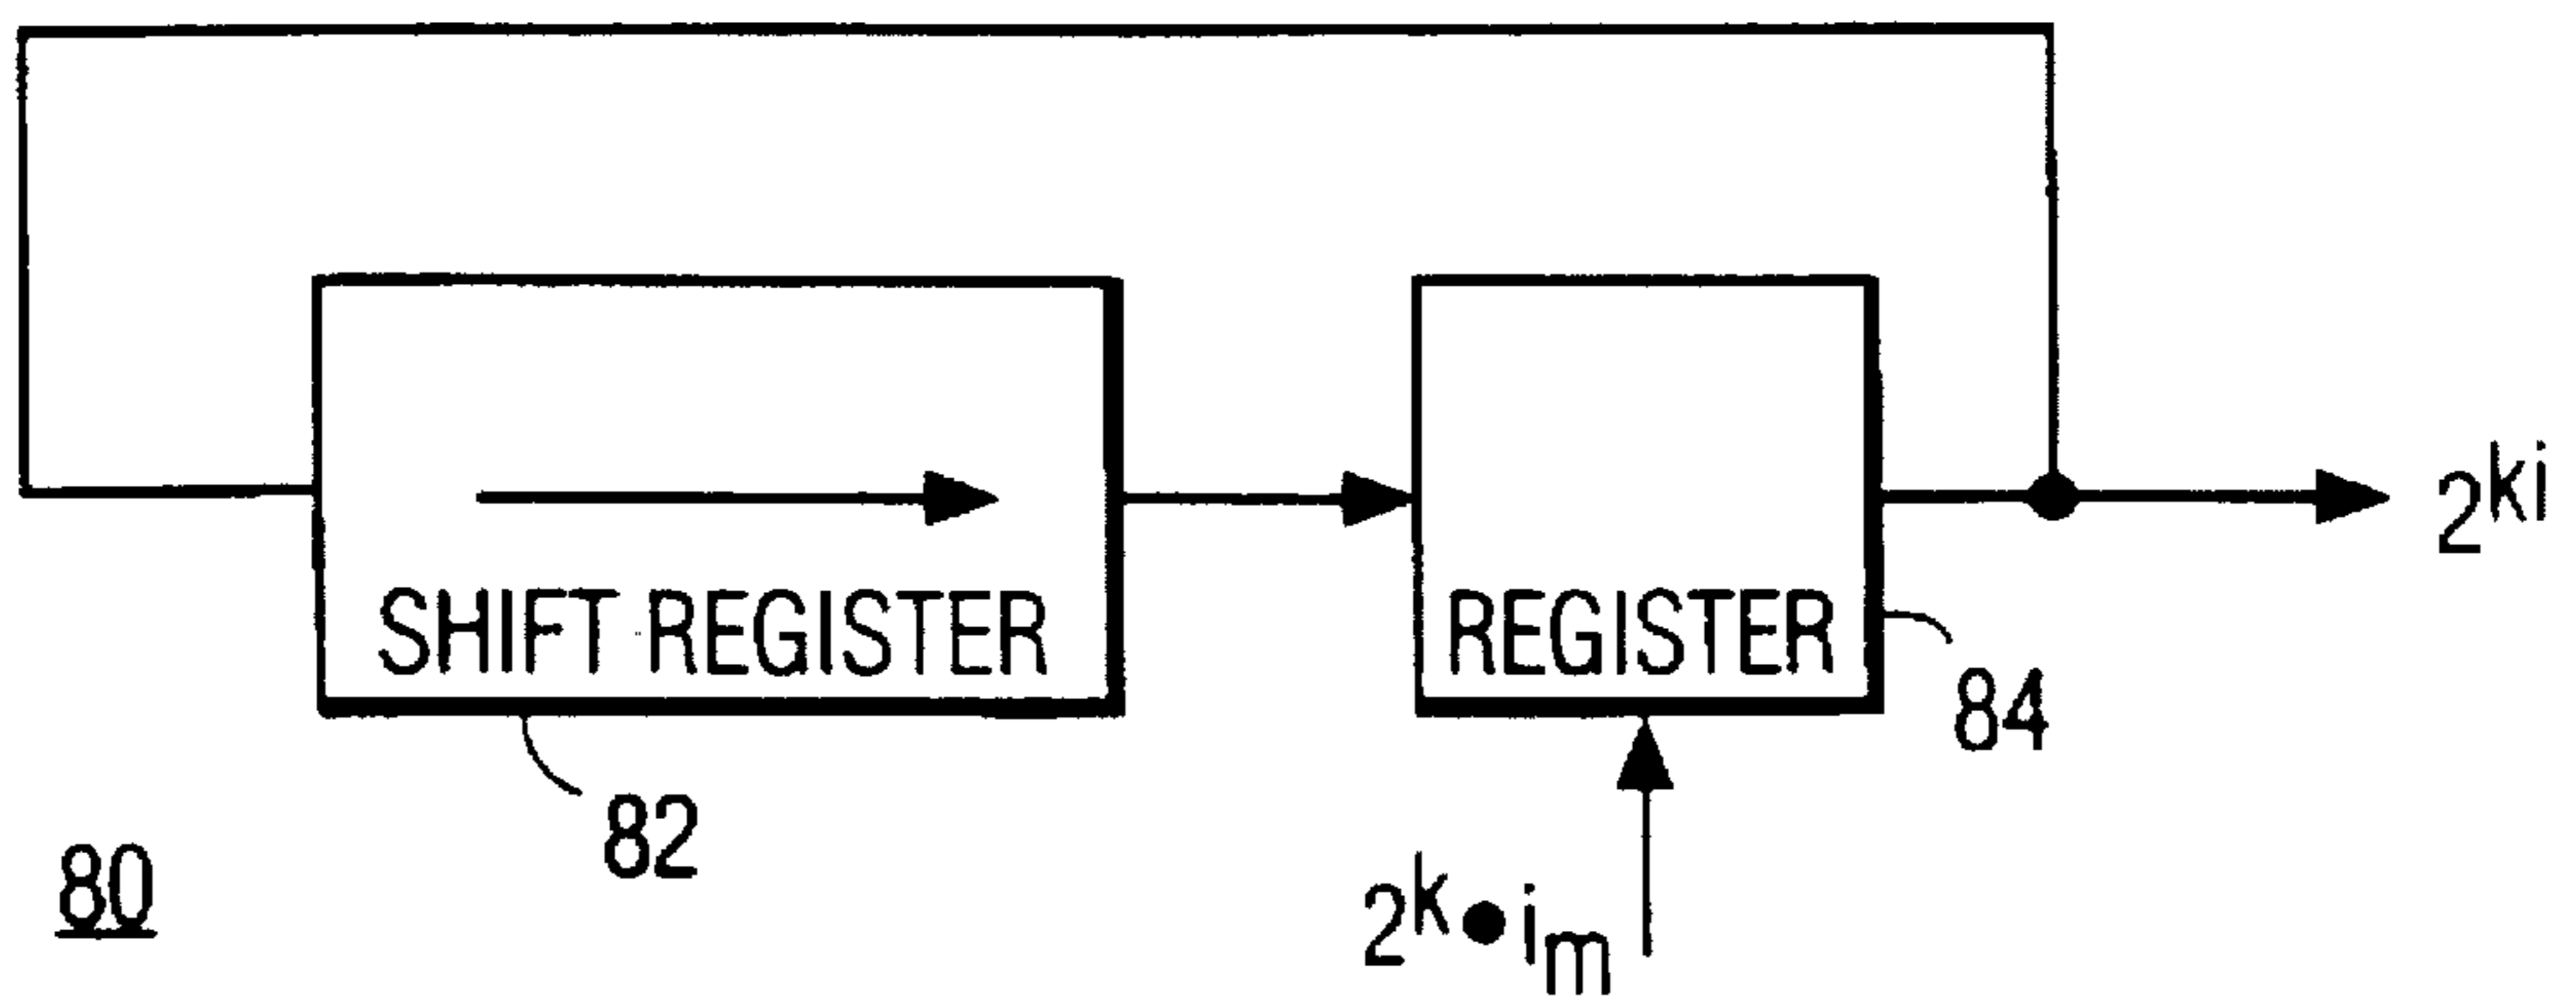 2^ki
SHIFT REGISTER
REGISTER
84
82
80
2^k•i_m